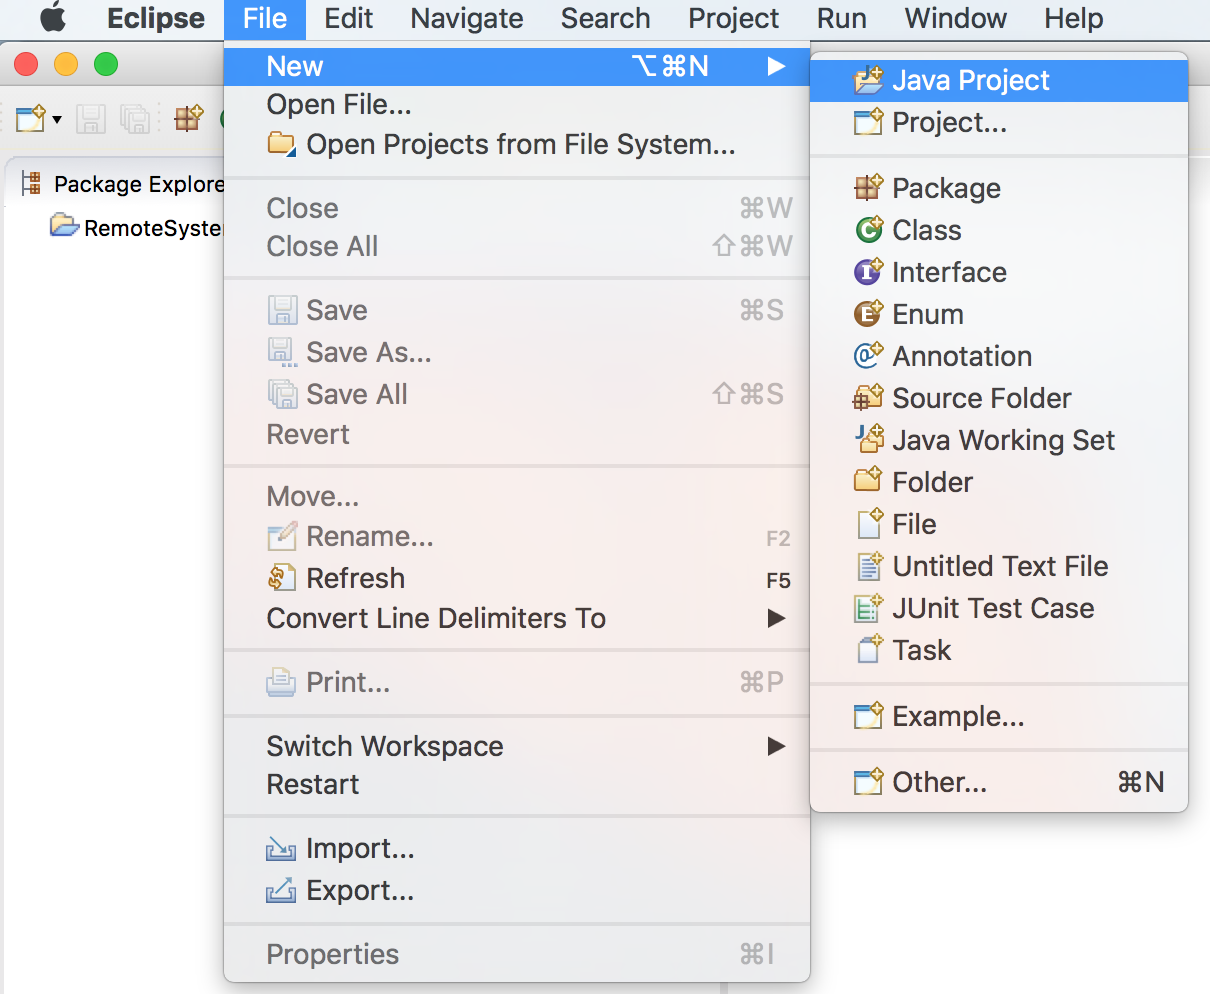 Eclipse File Edit Navigate Search Project Run Window Help
Package Explore
RemoteSyste
New ⌥⌘N ▶
Open File...
Open Projects from File System...
Close ⌘W
Close All ⇧⌘W
Save ⌘S
Save As...
Save All ⇧⌘S
Revert
Move...
Rename... F2
Refresh F5
Convert Line Delimiters To ▶
Print... ⌘P
Switch Workspace ▶
Restart
Import...
Export...
Properties ⌘I
Java Project
Project...
Package
Class
Interface
Enum
Annotation
Source Folder
Java Working Set
Folder
File
Untitled Text File
JUnit Test Case
Task
Example...
Other... ⌘N